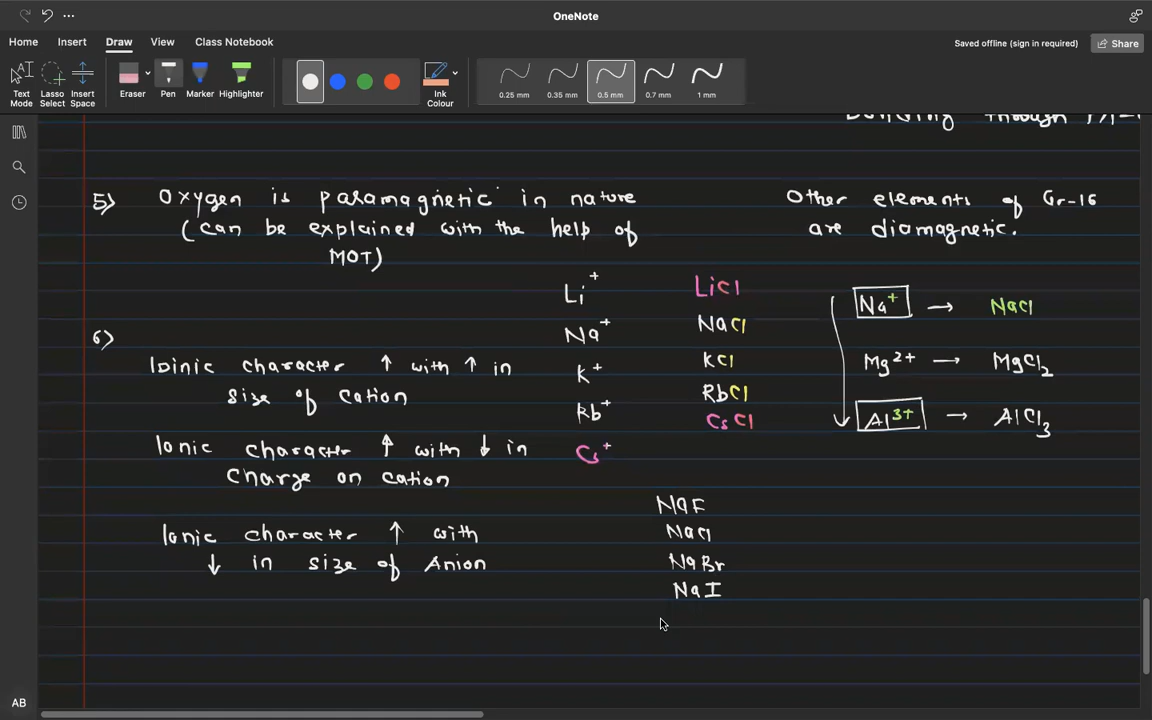 OneNote
Home Insert Draw View Class Notebook
Saved offline (sign in required) Share
Text Mode
Lasso Select
Insert Space
Eraser
Pen
Marker
Highlighter
Ink Colour
0.25 mm 0.35 mm 0.5 mm 0.7 mm 1 mm
through
5) Oxygen is paramagnetic in nature
(can be explained with the help of
MOT)
Other elements of Gr-16
are diamagnetic.
6)
Ioinic character ↑ with ↑ in
size of cation
Ionic character ↑ with ↓ in
Charge on cation
Ionic character ↑ with
↓ in size of Anion
Li⁺
Na⁺
K⁺
Rb⁺
Cs⁺
LiCl
NaCl
KCl
RbCl
CsCl
Na⁺ → NaCl
Mg²⁺ → MgCl₂
Al³⁺ → AlCl₃
NaF
NaCl
NaBr
NaI
AB